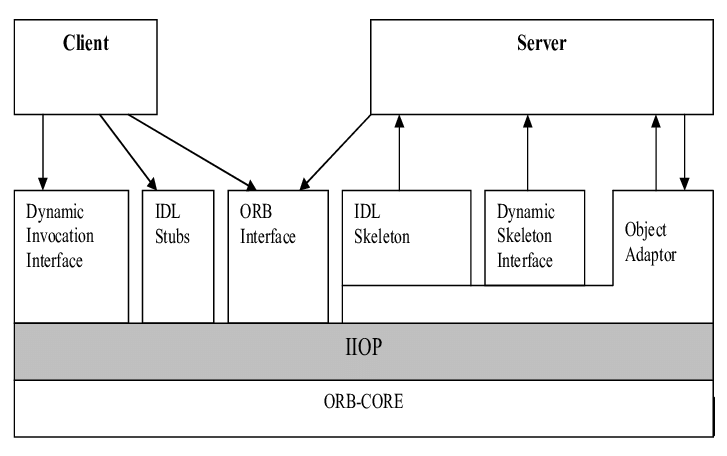 Client
Server
Dynamic
Invocation
Interface
IDL
Stubs
ORB
Interface
IDL
Skeleton
Dynamic
Skeleton
Interface
Object
Adaptor
IIOP
ORB-CORE